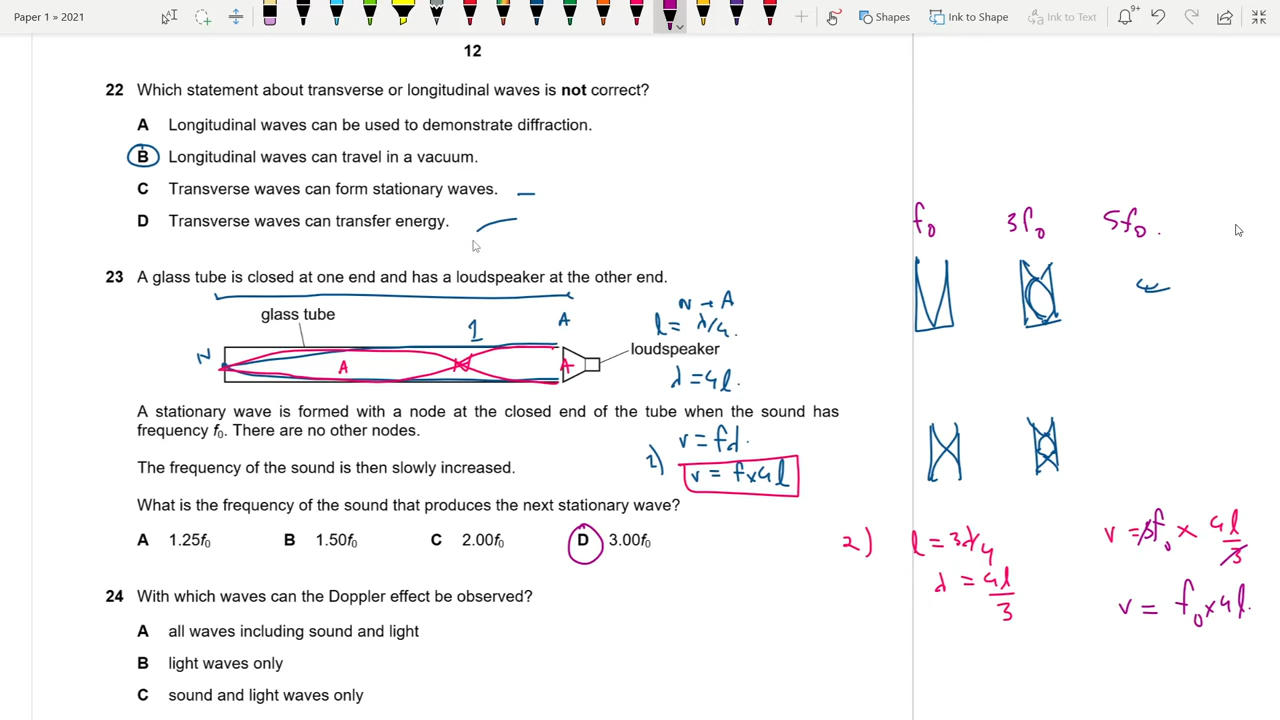 Paper 1 » 2021
Shapes
Ink to Shape
Ink to Text
9+
12
22 Which statement about transverse or longitudinal waves is not correct?
A Longitudinal waves can be used to demonstrate diffraction.
B Longitudinal waves can travel in a vacuum.
C Transverse waves can form stationary waves.
D Transverse waves can transfer energy.
f₀ 3f₀ 5f₀.
23 A glass tube is closed at one end and has a loudspeaker at the other end.
N → A
glass tube
1
A
l = λ/4.
loudspeaker
N
A
A
λ = 4l.
A stationary wave is formed with a node at the closed end of the tube when the sound has
frequency f₀. There are no other nodes.
v = fλ.
1) v = f×4l
The frequency of the sound is then slowly increased.
What is the frequency of the sound that produces the next stationary wave?
A 1.25f₀ B 1.50f₀ C 2.00f₀ D 3.00f₀
2) l = 3λ/4
λ = 4l/3
v = 3f₀ × 4l/3
v = f₀×4l.
24 With which waves can the Doppler effect be observed?
A all waves including sound and light
B light waves only
C sound and light waves only